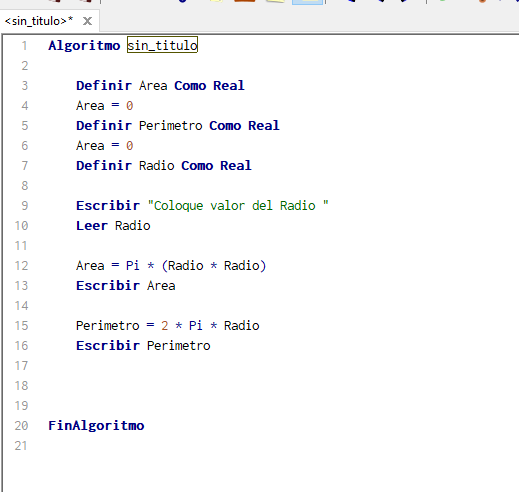 <sin_titulo>*
1 Algoritmo sin_titulo
2
3 Definir Area Como Real
4 Area = 0
5 Definir Perimetro Como Real
6 Area = 0
7 Definir Radio Como Real
8
9 Escribir "Coloque valor del Radio "
10 Leer Radio
11
12 Area = Pi * (Radio * Radio)
13 Escribir Area
14
15 Perimetro = 2 * Pi * Radio
16 Escribir Perimetro
17
18
19
20 FinAlgoritmo
21